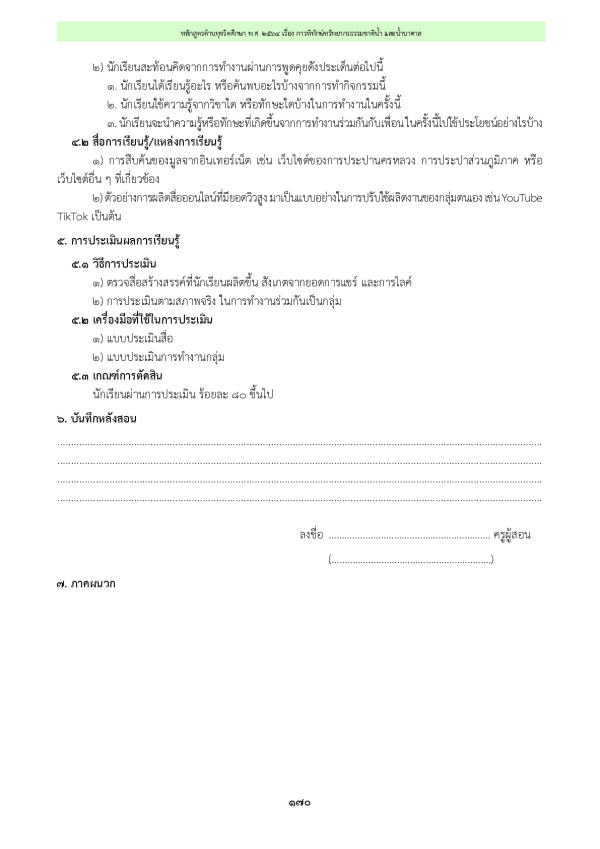 หลักสูตรต้านทุจริตศึกษา พ.ศ. ๒๕๖๔ เรื่อง การพิทักษ์ทรัพยากรธรรมชาติน้ำ และน้ำบาดาล
๒) นักเรียนสะท้อนคิดจากการทำงานผ่านการพูดคุยดังประเด็นต่อไปนี้
๑. นักเรียนได้เรียนรู้อะไร หรือค้นพบอะไรบ้างจากการทำกิจกรรมนี้
๒. นักเรียนใช้ความรู้จากวิชาใด หรือทักษะใดบ้างในการทำงานในครั้งนี้
๓. นักเรียนจะนำความรู้หรือทักษะที่เกิดขึ้นจากการทำงานร่วมกันกับเพื่อน ในครั้งนี้ไปใช้ประโยชน์อย่างไรบ้าง
๔.๒ สื่อการเรียนรู้/แหล่งการเรียนรู้
๑) การสืบค้นของมูลจากอินเทอร์เน็ต เช่น เว็บไซต์ของการประปานครหลวง การประปาส่วนภูมิภาค หรือ
เว็บไซต์อื่น ๆ ที่เกี่ยวข้อง
๒) ตัวอย่างการผลิตสื่อออนไลน์ที่มียอดวิวสูง มาเป็นแบบอย่างในการปรับใช้ผลิตงานของกลุ่มตนเอง เช่น YouTube
TikTok เป็นต้น
๕. การประเมินผลการเรียนรู้
๕.๑ วิธีการประเมิน
๑) ตรวจสื่อสร้างสรรค์ที่นักเรียนผลิตขึ้น สังเกตจากยอดการแชร์ และการไลค์
๒) การประเมินตามสภาพจริง ในการทำงานร่วมกันเป็นกลุ่ม
๕.๒ เครื่องมือที่ใช้ในการประเมิน
๑) แบบประเมินสื่อ
๒) แบบประเมินการทำงานกลุ่ม
๕.๓ เกณฑ์การตัดสิน
นักเรียนผ่านการประเมิน ร้อยละ ๘๐ ขึ้นไป
๖. บันทึกหลังสอน
................................................................................
................................................................................
................................................................................
................................................................................
ลงชื่อ .............................................................. ครูผู้สอน
(.............................................................)
๗. ภาคผนวก
๑๗๐